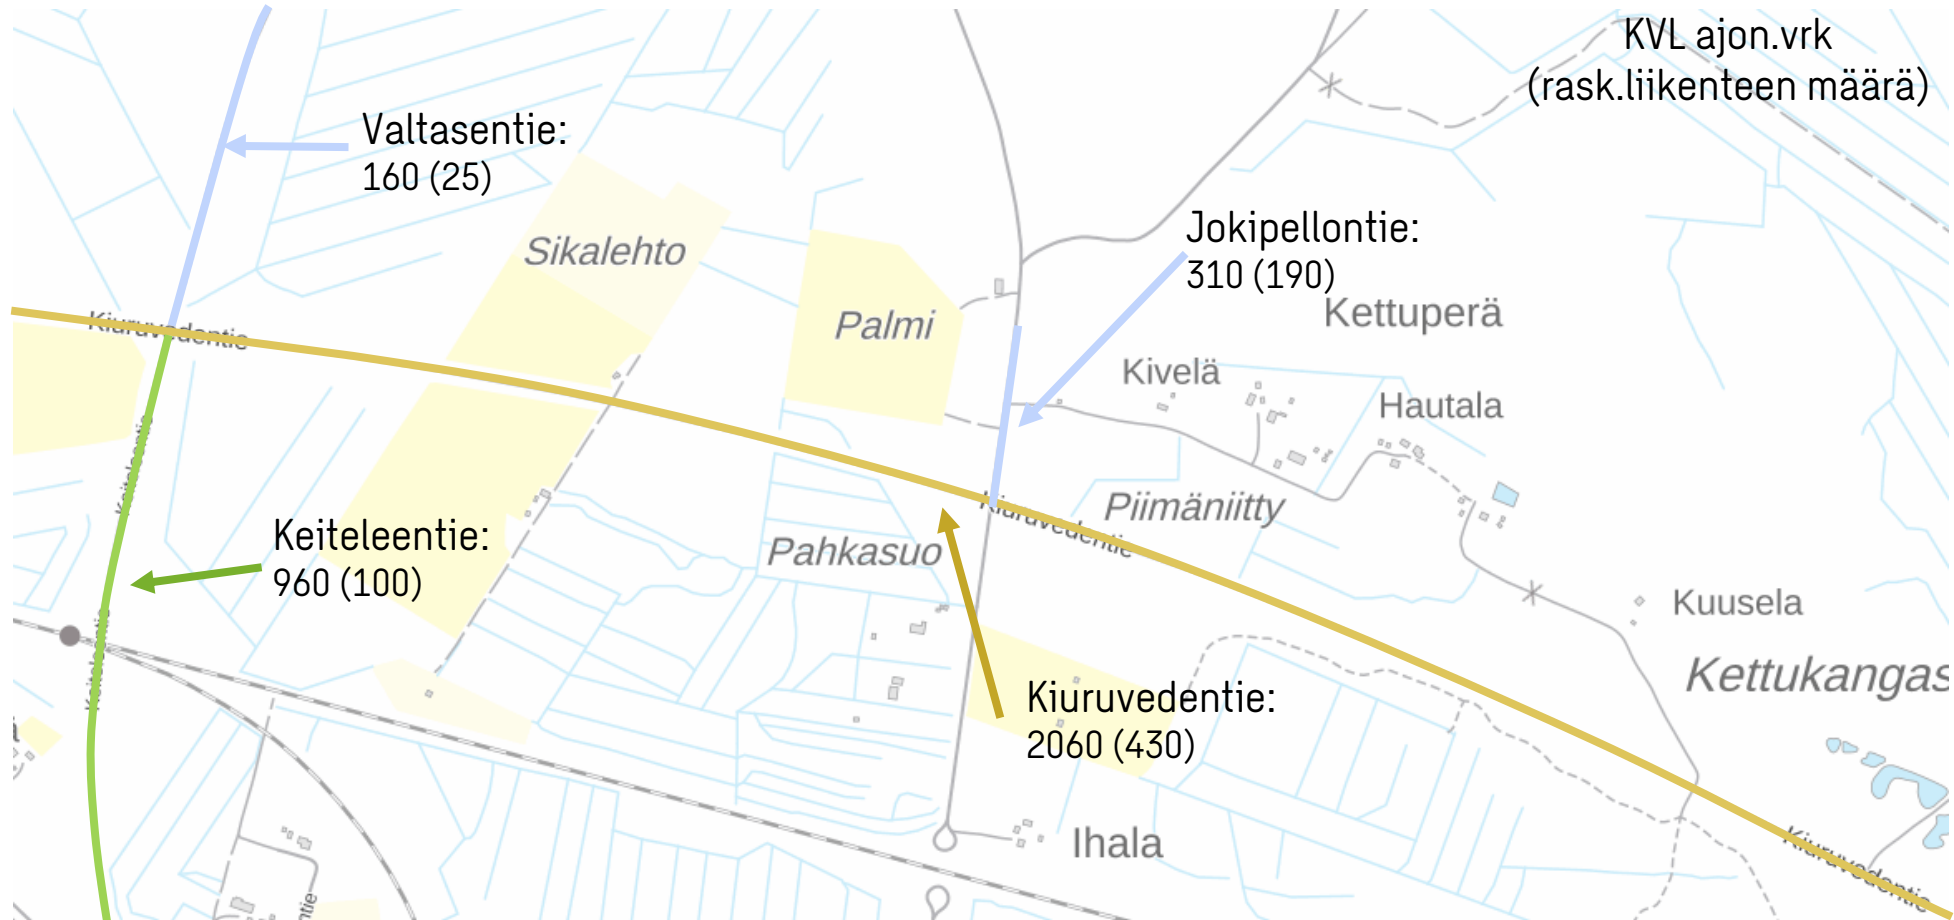 KVL ajon.vrk
(rask.liikenteen määrä)
Valtasentie:
160 (25)
Sikalehto
Jokipellontie:
310 (190)
Kettuperä
Palmi
Kiuruvedentie
Kivelä
Hautala
Keiteleentie
Kiuruvedentie
Piimäniitty
Keiteleentie:
960 (100)
Pahkasuo
Kuusela
Keiteleentie
Kettukangas
Kiuruvedentie:
2060 (430)
Ihala
Kiuruvedentie